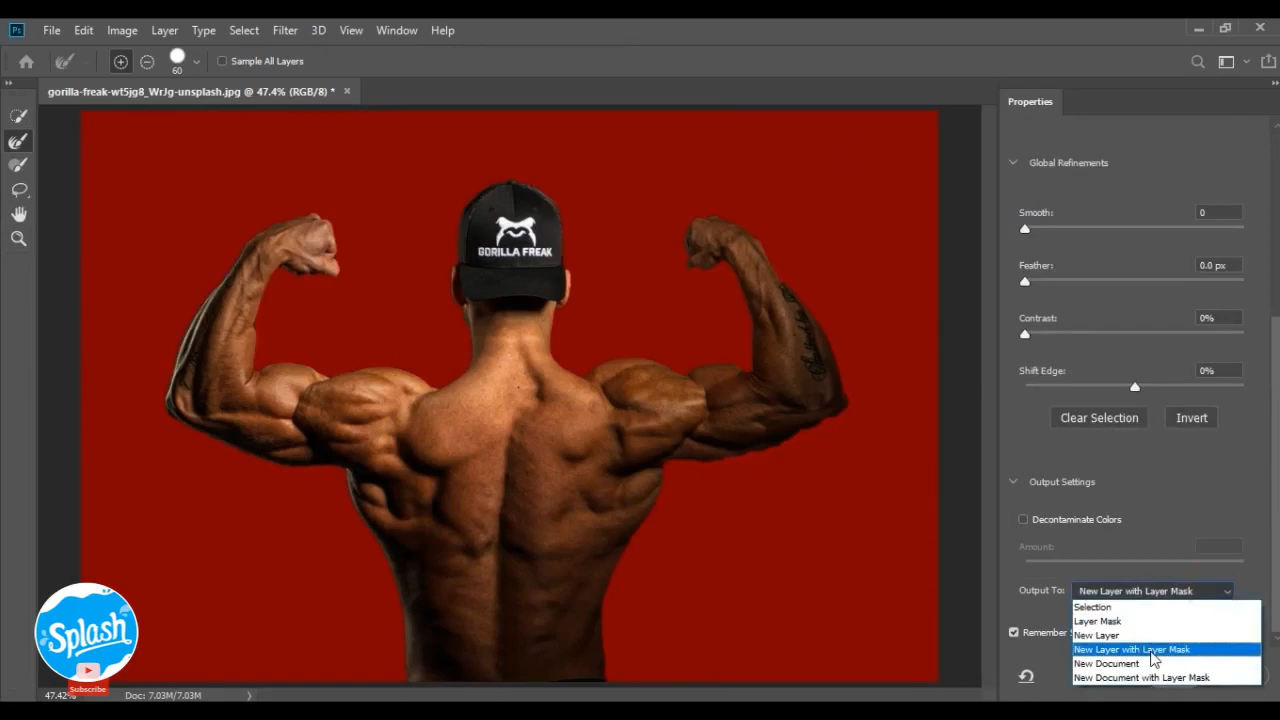 Ps File Edit Image Layer Type Select Filter 3D View Window Help
60 Sample All Layers
gorilla-freak-wt5jg8_WrJg-unsplash.jpg @ 47.4% (RGB/8) * ×
Properties
Global Refinements
Smooth: 0
Feather: 0.0 px
Contrast: 0%
Shift Edge: 0%
Clear Selection Invert
Output Settings
Decontaminate Colors
Amount:
Output To: New Layer with Layer Mask
Selection
Layer Mask
New Layer
Remember
New Layer with Layer Mask
New Document
New Document with Layer Mask
GORILLA FREAK
Splash
Subscribe
47.42% Doc: 7.03M/7.03M